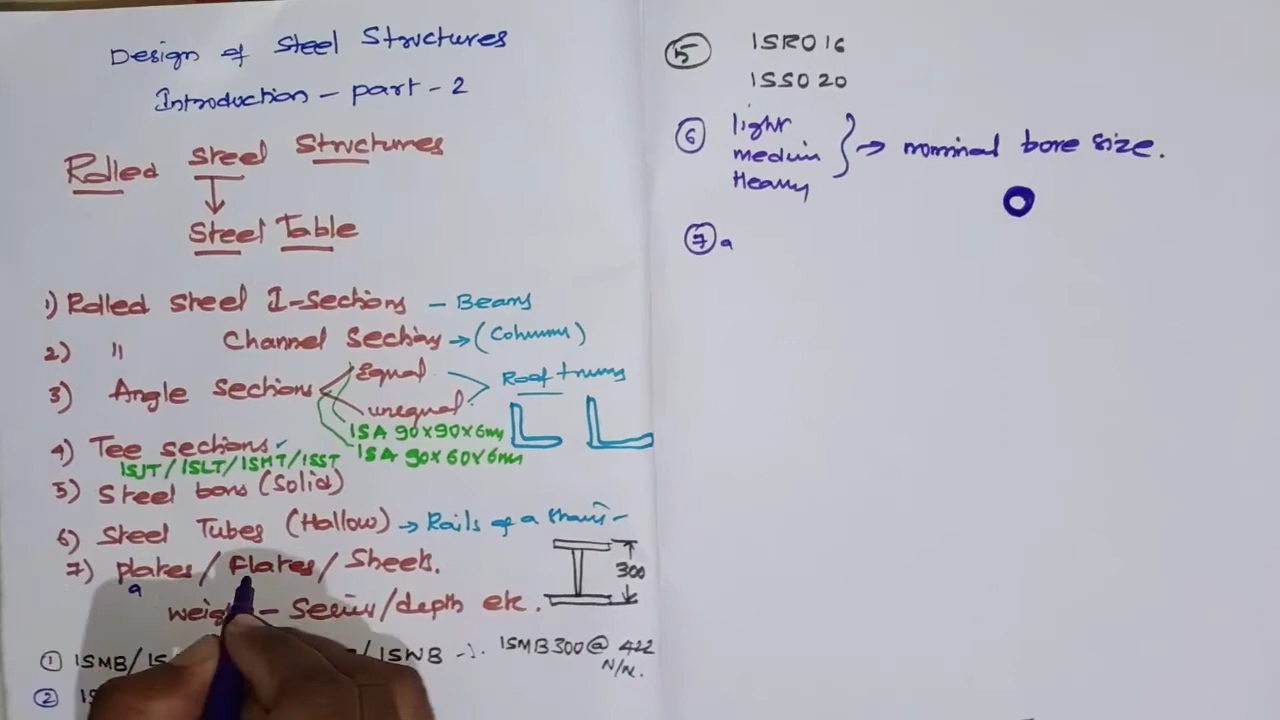 Design of Steel Structures
Introduction - part - 2
Rolled Steel Structures
Steel Table
1) Rolled Steel I-Sections - Beams
2) " Channel Sections → (Columns)
3) Angle Sections Equal unequal Roof truss
ISA 90x90x6mm
ISA 90x60x6mm
4) Tee sections
ISJT/ISLT/ISMT/ISST
5) Steel bars (Solid)
6) Steel Tubes (Hallow) → Rails of a
7) plates / Flates / Sheets.
a
300
- Series/depth etc.
① ISMB/ /ISWB ISMB300@ 422
N/m.
②
⑤ ISRO 16
ISSO 20
⑥ light
medium
Heavy
→ nominal bore size.
⑦ a